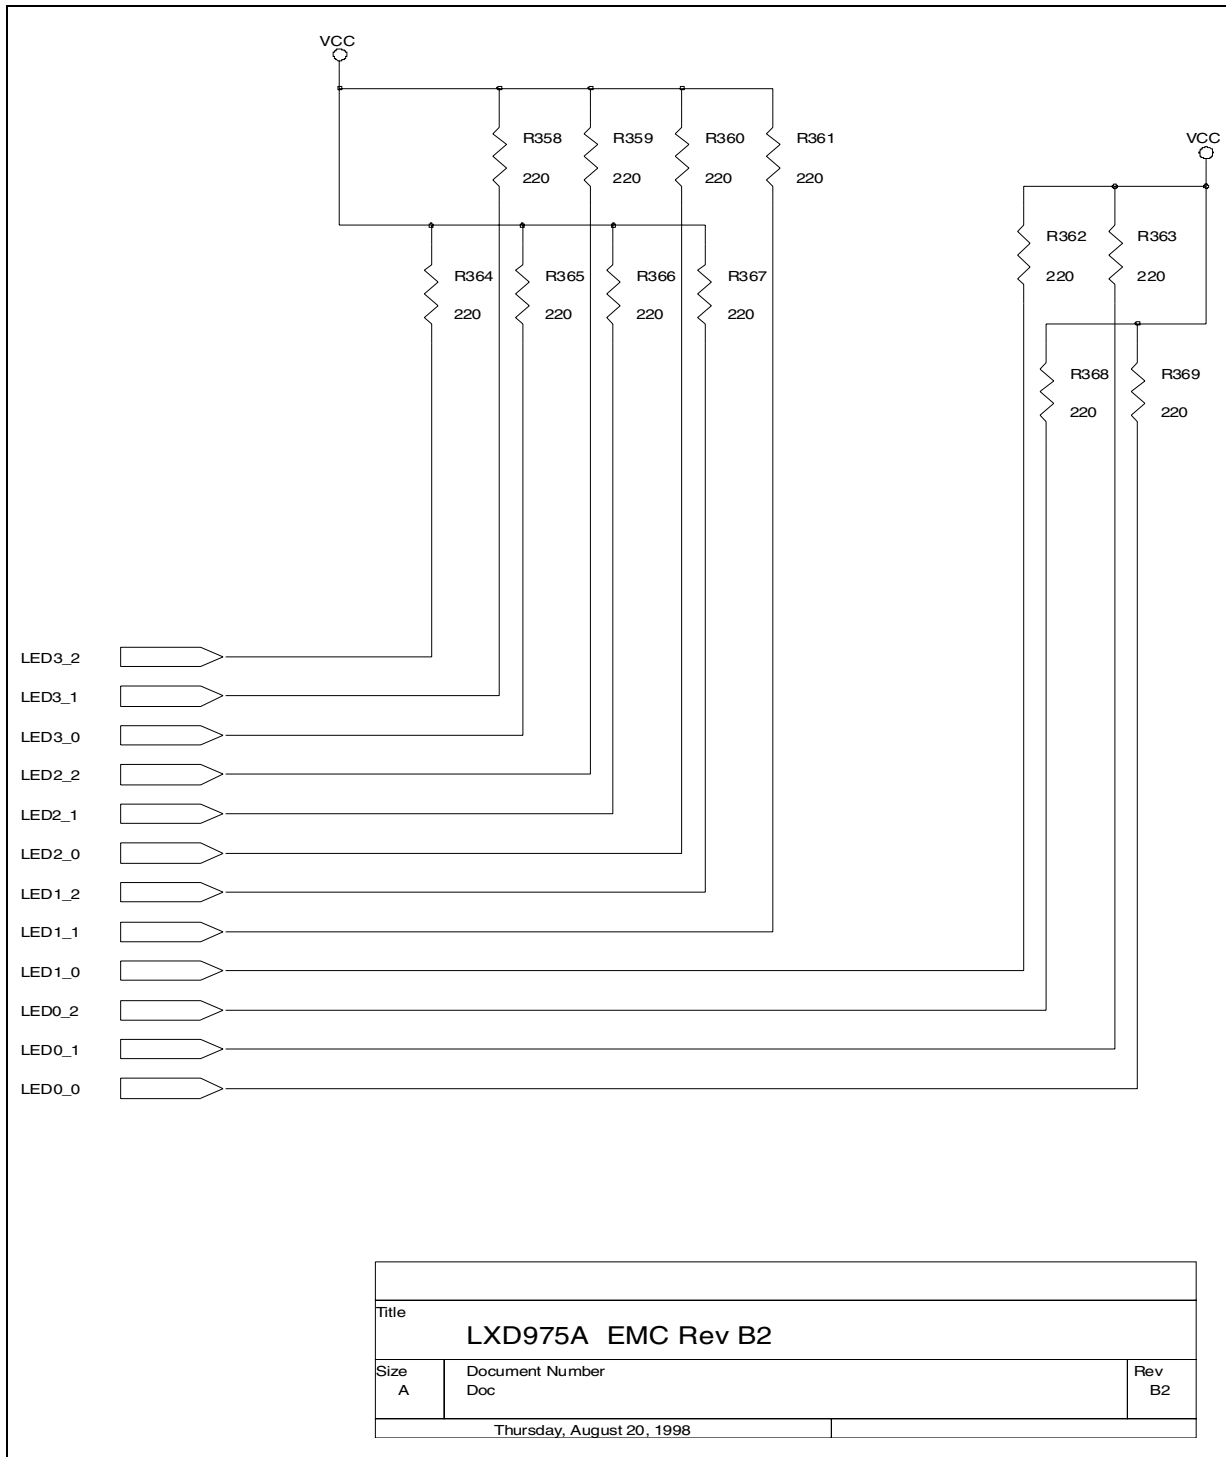 VCC
R358 R359 R360 R361
220 220 220 220
VCC
R362 R363
220 220
R364 R365 R366 R367
220 220 220 220
R368 R369
220 220
LED3_2
LED3_1
LED3_0
LED2_2
LED2_1
LED2_0
LED1_2
LED1_1
LED1_0
LED0_2
LED0_1
LED0_0
Title
LXD975A EMC Rev B2
Size Document Number Rev
A Doc B2
Thursday, August 20, 1998